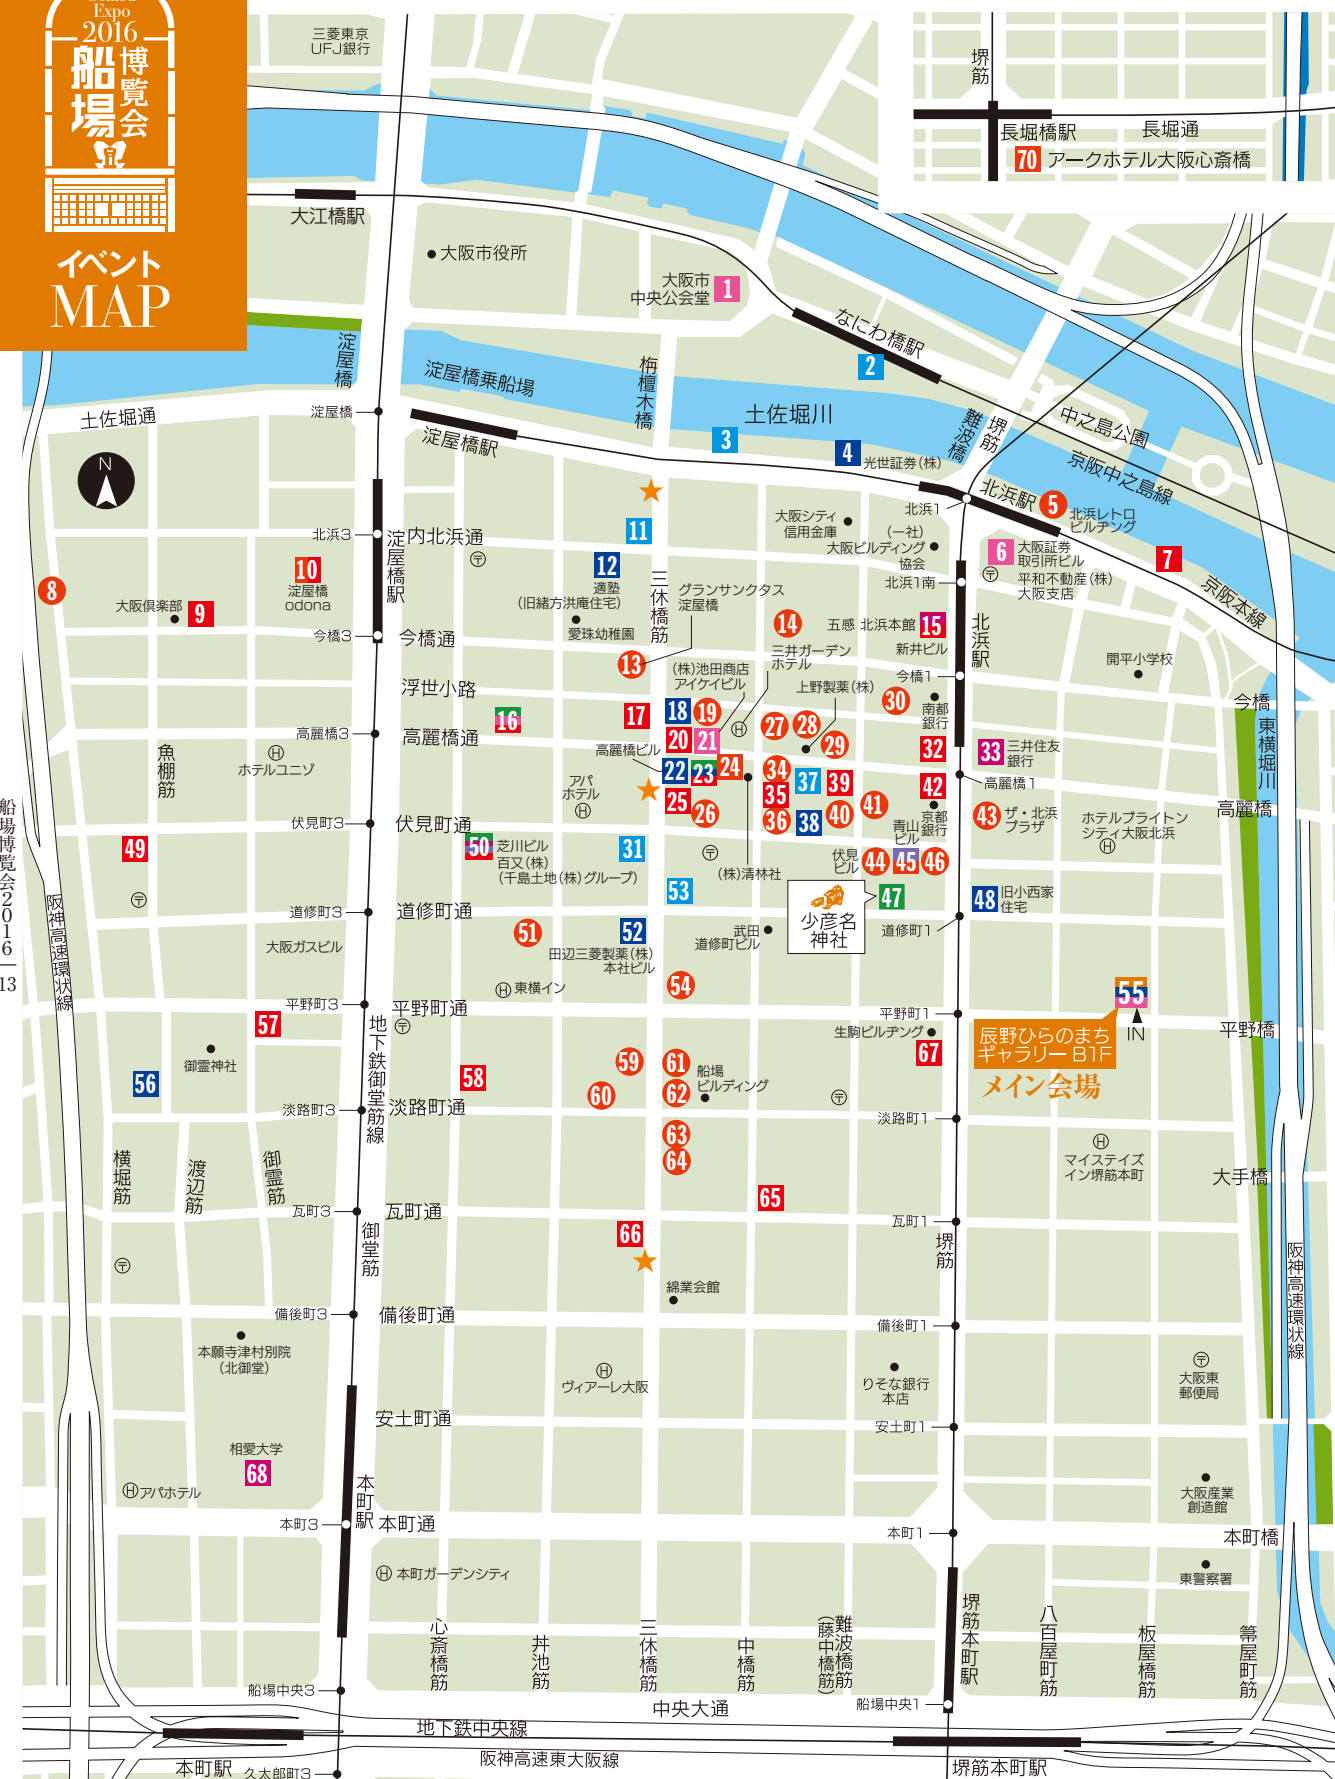 Expo
2016
船場
博覧会
イベント
MAP
三菱東京
UFJ銀行
堺筋
長堀橋駅
長堀通
70 アークホテル大阪心斎橋
大江橋駅
大阪市役所
大阪市
中央公会堂
1
なにわ橋駅
2
淀屋橋
淀屋橋乗船場
栴檀木橋
土佐堀川
3
4
光世証券(株)
難波橋
堺筋
中之島公園
京阪中之島線
土佐堀通
淀屋橋
淀屋橋駅
N
北浜駅
北浜1
5
北浜レトロ
ビルヂング
大阪シティ
信用金庫
(一社)
大阪ビルディング
協会
6
大阪証券
取引所ビル
平和不動産(株)
大阪支店
7
京阪本線
北浜3
淀屋橋駅
内北浜通
11
12
適塾
(旧緒方洪庵住宅)
愛珠幼稚園
三休橋筋
グランサンクタス
淀屋橋
北浜1南
8
10
淀屋橋
odona
大阪倶楽部
9
今橋3
今橋通
13
14
五感 北浜本館
15
新井ビル
北浜駅
三井ガーデン
ホテル
(株)池田商店
アイケイビル
上野製薬(株)
今橋1
開平小学校
浮世小路
16
17
18
19
27
28
29
30
南都
銀行
今橋
東横堀川
高麗橋3
高麗橋通
高麗橋ビル
20
21
22
23
24
32
33
三井住友
銀行
魚棚筋
ホテルユニゾ
アパ
ホテル
25
26
34
35
36
37
38
39
40
41
42
京都
銀行
高麗橋1
43
ザ・北浜
プラザ
ホテルブライトン
シティ大阪北浜
高麗橋
伏見町3
伏見町通
49
50
芝川ビル
百又(株)
(千島土地(株)グループ)
31
青山
ビル
伏見
ビル
44
45
46
(株)清林社
53
47
少彦名
神社
48
旧小西家
住宅
道修町3
道修町通
51
52
田辺三菱製薬(株)
本社ビル
武田
道修町ビル
道修町1
大阪ガスビル
東横イン
54
55
IN
辰野ひらのまち
ギャラリー B1F
メイン会場
平野町3
平野町通
平野町1
生駒ビルヂング
67
平野橋
57
御霊神社
56
地下鉄御堂筋線
58
59
60
61
62
船場
ビルディング
淡路町3
淡路町通
淡路町1
63
64
マイステイズ
イン堺筋本町
大手橋
横堀筋
渡辺筋
御霊筋
65
瓦町3
瓦町通
瓦町1
御堂筋
66
堺筋
綿業会館
阪神高速環状線
阪神高速環状線
備後町3
備後町通
備後町1
本願寺津村別院
(北御堂)
ヴィアーレ大阪
りそな銀行
本店
大阪東
郵便局
安土町通
安土町1
相愛大学
68
アパホテル
本町駅
大阪産業
創造館
本町3
本町通
本町1
本町橋
本町ガーデンシティ
東警察署
心斎橋筋
丼池筋
三休橋筋
中橋筋
難波橋筋
(藤中橋筋)
堺筋本町駅
八百屋町筋
板屋橋筋
箒屋町筋
船場中央3
中央大通
船場中央1
地下鉄中央線
阪神高速東大阪線
本町駅
久太郎町3
堺筋本町駅
船場博覧会2016
13